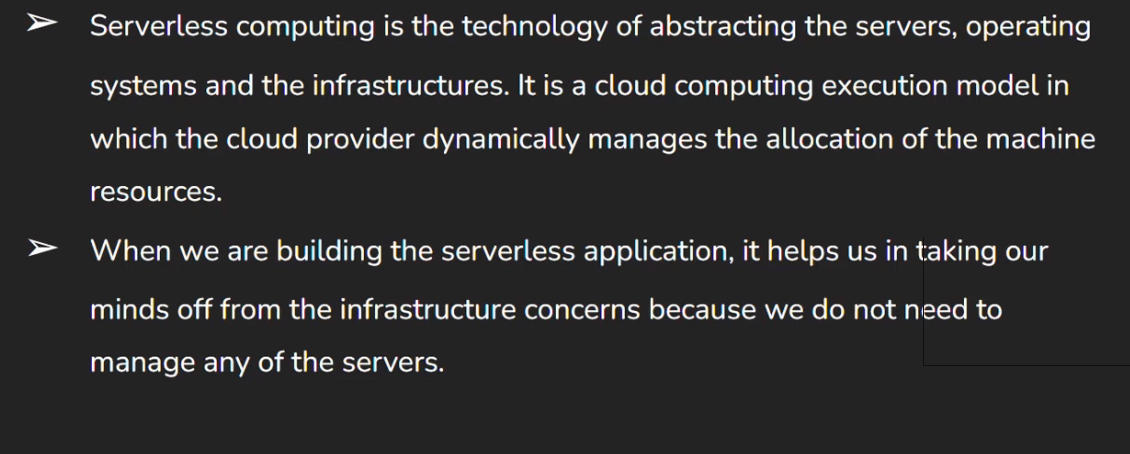 ➢ Serverless computing is the technology of abstracting the servers, operating
systems and the infrastructures. It is a cloud computing execution model in
which the cloud provider dynamically manages the allocation of the machine
resources.
➢ When we are building the serverless application, it helps us in taking our
minds off from the infrastructure concerns because we do not need to
manage any of the servers.